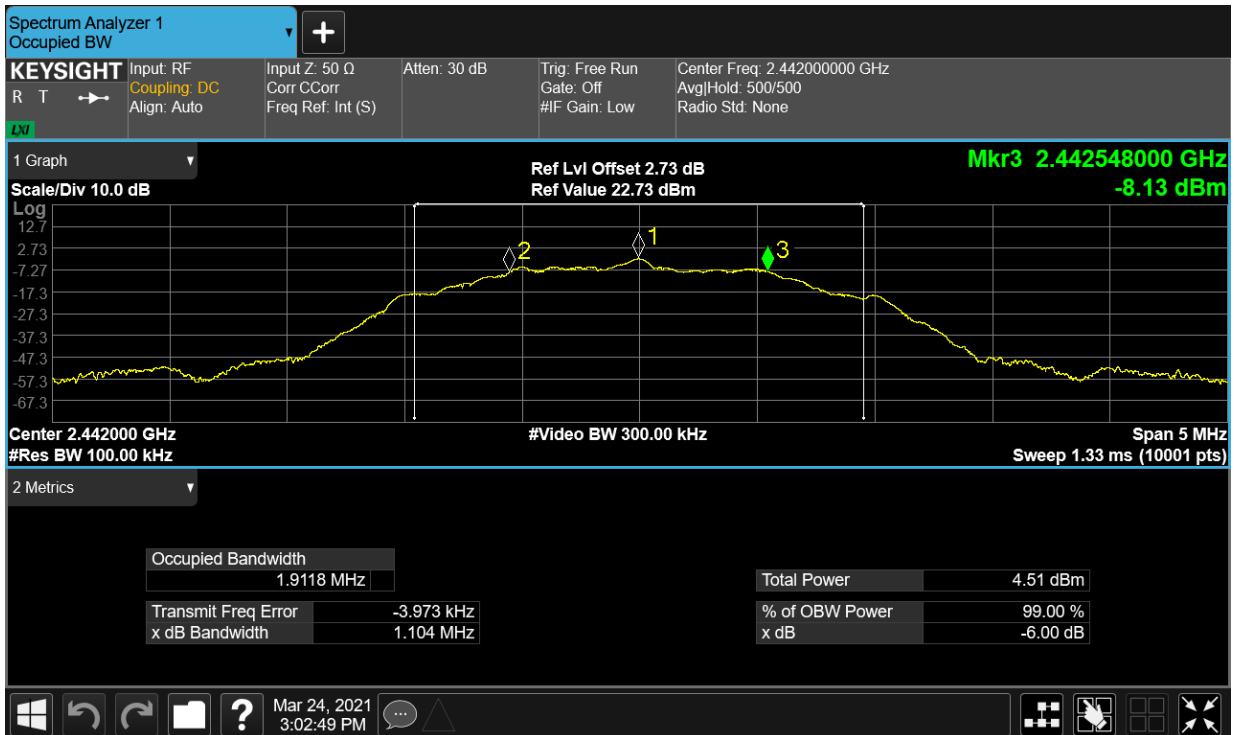 Spectrum Analyzer 1
Occupied BW
+
KEYSIGHT
R T
LXI
Input: RF
Coupling: DC
Align: Auto
Input Z: 50 Ω
Corr CCorr
Freq Ref: Int (S)
Atten: 30 dB
Trig: Free Run
Gate: Off
#IF Gain: Low
Center Freq: 2.442000000 GHz
Avg|Hold: 500/500
Radio Std: None
1 Graph
Scale/Div 10.0 dB
Ref Lvl Offset 2.73 dB
Ref Value 22.73 dBm
Mkr3 2.442548000 GHz
-8.13 dBm
Log
12.7
2.73
-7.27
-17.3
-27.3
-37.3
-47.3
-57.3
-67.3
2
1
3
Center 2.442000 GHz
#Video BW 300.00 kHz
Span 5 MHz
#Res BW 100.00 kHz
Sweep 1.33 ms (10001 pts)
2 Metrics
Occupied Bandwidth
1.9118 MHz
Total Power 4.51 dBm
Transmit Freq Error -3.973 kHz
% of OBW Power 99.00 %
x dB Bandwidth 1.104 MHz
x dB -6.00 dB
?
Mar 24, 2021
3:02:49 PM